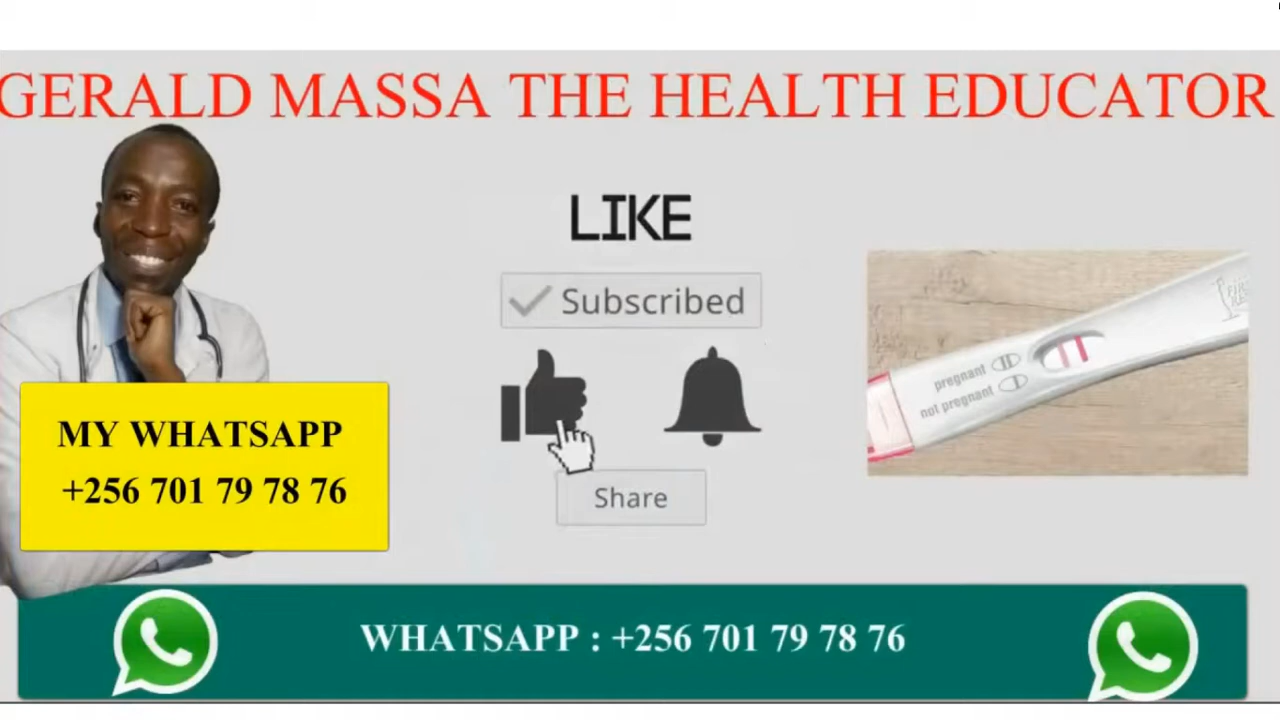 GERALD MASSA THE HEALTH EDUCATOR
LIKE
Subscribed
Share
MY WHATSAPP
+256 701 79 78 76
pregnant
not pregnant
WHATSAPP : +256 701 79 78 76